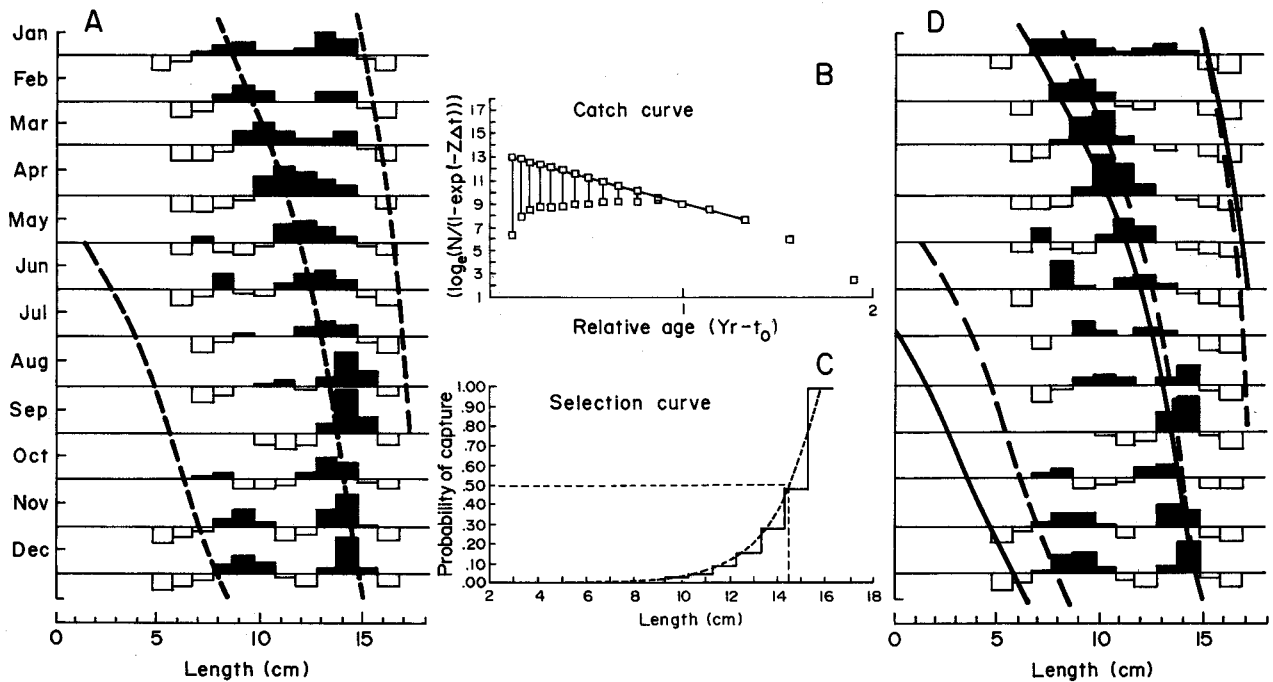 A
Jan
Feb
Mar
Apr
May
Jun
Jul
Aug
Sep
Oct
Nov
Dec
0 5 10 15
Length (cm)
B
Catch curve
(loge(N/(1-exp(-ZΔt)))
17
15
13
11
9
7
5
3
1
1 2
Relative age (Yr-to)
C
Selection curve
Probability of capture
1.00
.90
.80
.70
.60
.50
.40
.30
.20
.10
.00
2 4 6 8 10 12 14 16 18
Length (cm)
D
0 5 10 15
Length (cm)